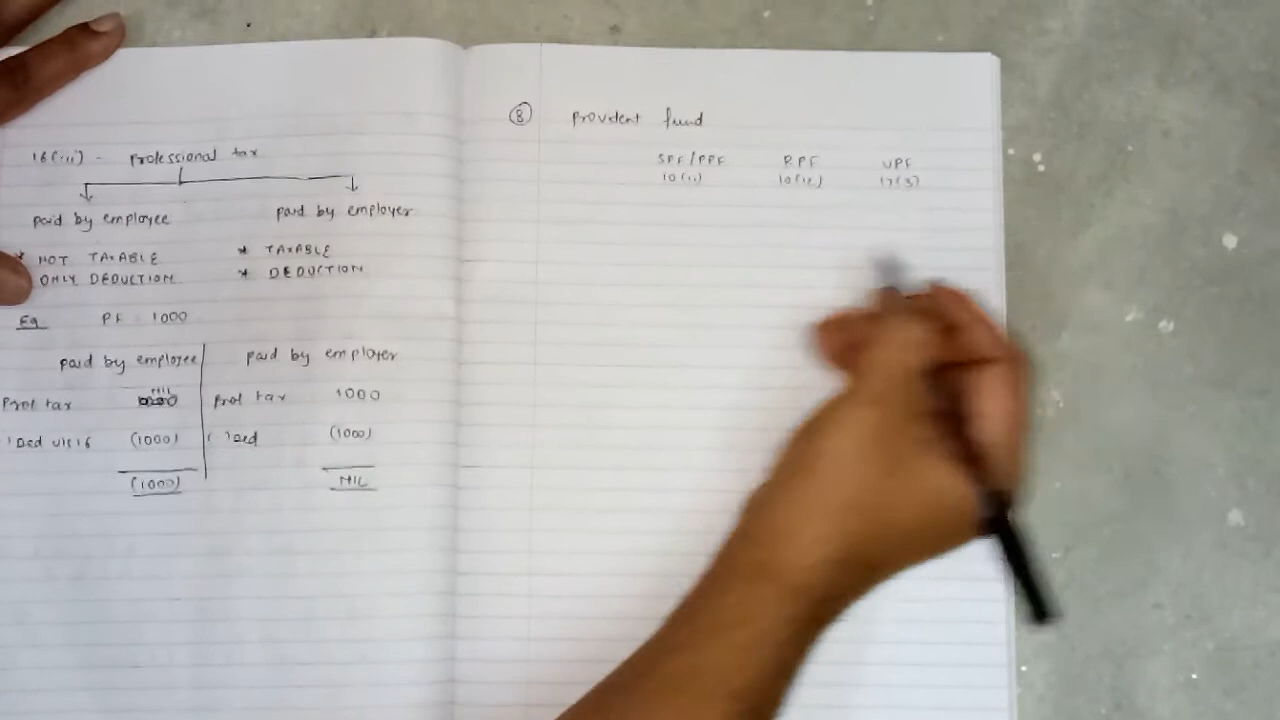 16(iii) - Professional tax
paid by employee
paid by employer
* NOT TAXABLE
ONLY DEDUCTION
* TAXABLE
* DEDUCTION
Eg PF 1000
paid by employee
Prof tax NIL
Ded u/s 16 (1000)
(1000)
paid by employer
Prof tax 1000
Ded (1000)
NIL
8 Provident fund
SPF/PPF RPF UPF
10(11) 10(12) 17(3)